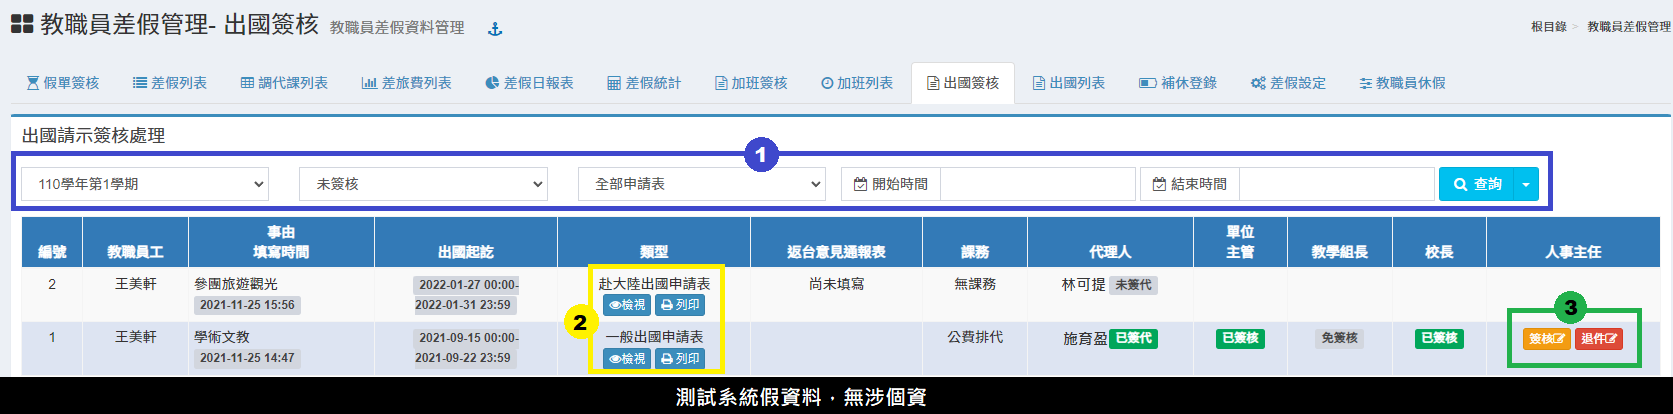 教職員差假管理- 出國簽核 教職員差假資料管理
根目錄 > 教職員差假管理
假單簽核 差假列表 調代課列表 差旅費列表 差假日報表 差假統計 加班簽核 加班列表 出國簽核 出國列表 補休登錄 差假設定 教職員休假
出國請示簽核處理
1
110學年第1學期 未簽核 全部申請表 開始時間 結束時間 查詢
編號 教職員工 事由 填寫時間 出國起訖 類型 返台意見通報表 課務 代理人 單位主管 教學組長 校長 人事主任
2 王美軒 參團旅遊觀光 2022-01-27 00:00- 赴大陸出國申請表 尚未填寫 無課務 林可提 未簽代
2021-11-25 15:56 2022-01-31 23:59 檢視 列印
2
3
1 王美軒 學術文教 2021-09-15 00:00- 一般出國申請表 公費排代 施育盈 已簽代 已簽核 免簽核 已簽核 簽核 退件
2021-11-25 14:47 2021-09-22 23:59 檢視 列印
測試系統假資料，無涉個資